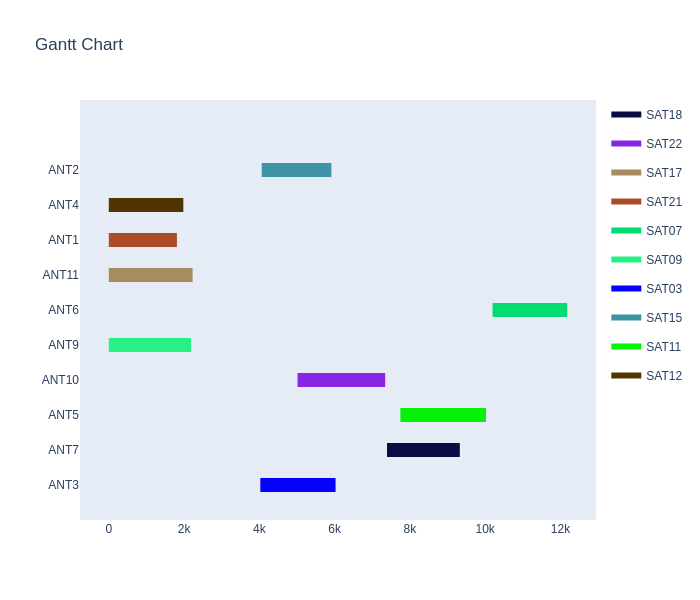 Gantt Chart
ANT2
ANT4
ANT1
ANT11
ANT6
ANT9
ANT10
ANT5
ANT7
ANT3
0 2k 4k 6k 8k 10k 12k
SAT18
SAT22
SAT17
SAT21
SAT07
SAT09
SAT03
SAT15
SAT11
SAT12